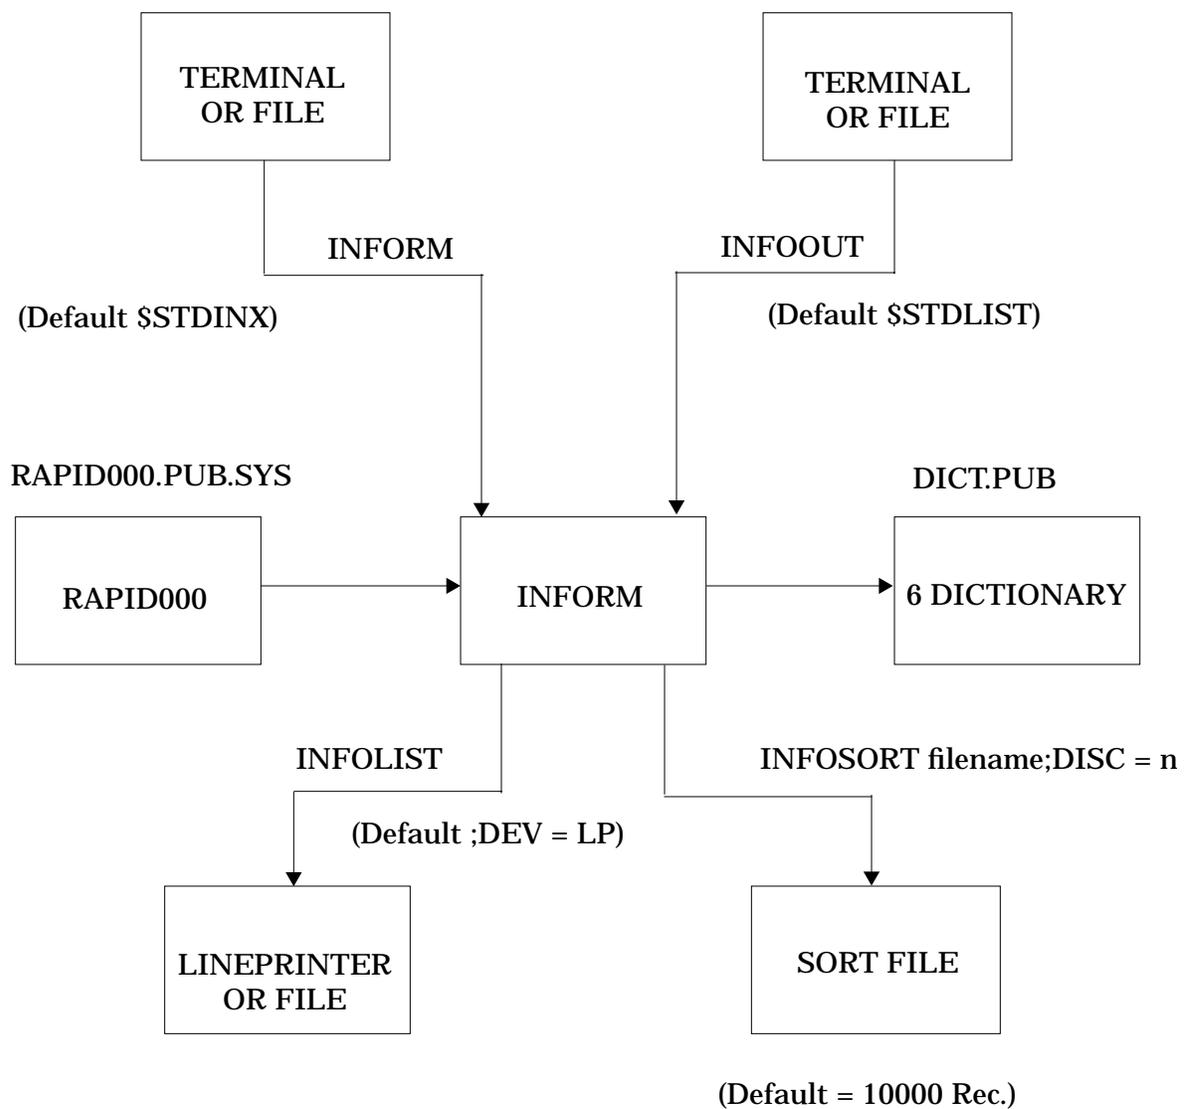 TERMINAL
OR FILE
TERMINAL
OR FILE
INFORM
INFOOUT
(Default $STDINX)
(Default $STDLIST)
RAPID000.PUB.SYS
DICT.PUB
RAPID000
INFORM
6 DICTIONARY
INFOLIST
INFOSORT filename;DISC = n
(Default ;DEV = LP)
LINEPRINTER
OR FILE
SORT FILE
(Default = 10000 Rec.)